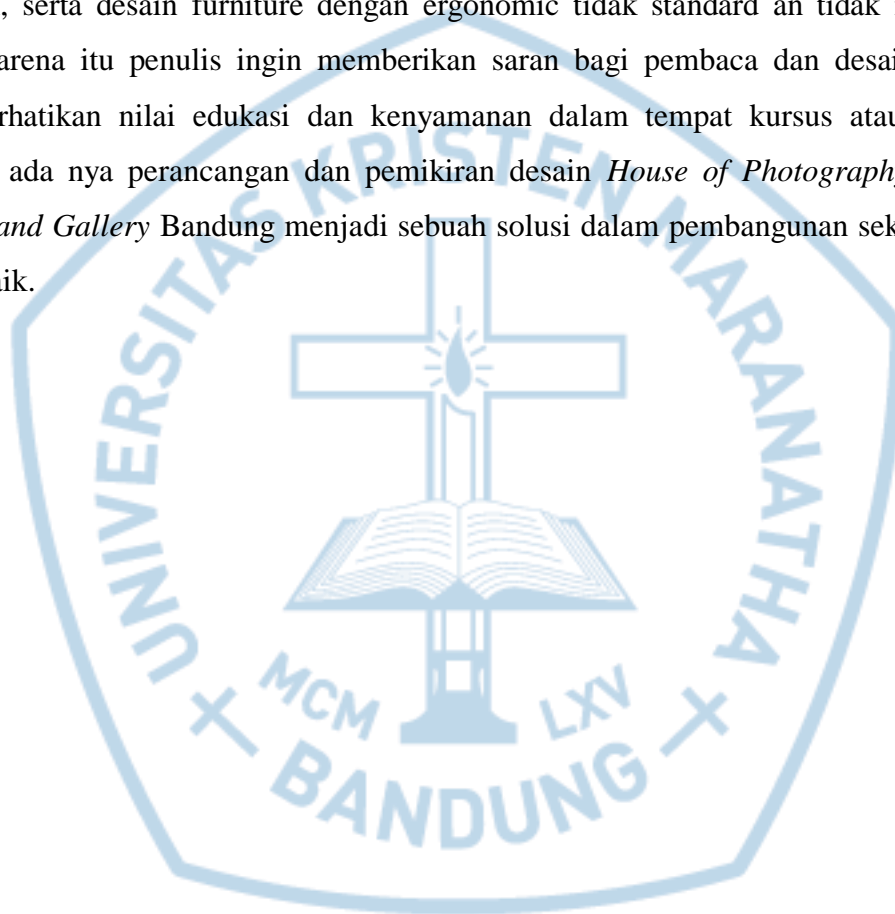 , serta desain furniture dengan ergonomic tidak standard an tidak
arena itu penulis ingin memberikan saran bagi pembaca dan desai
rhatikan nilai edukasi dan kenyamanan dalam tempat kursus atau
ada nya perancangan dan pemikiran desain House of Photography
and Gallery Bandung menjadi sebuah solusi dalam pembangunan sek
aik.
UNIVERSITAS KRISTEN MARANATHA
MCM LXV
BANDUNG